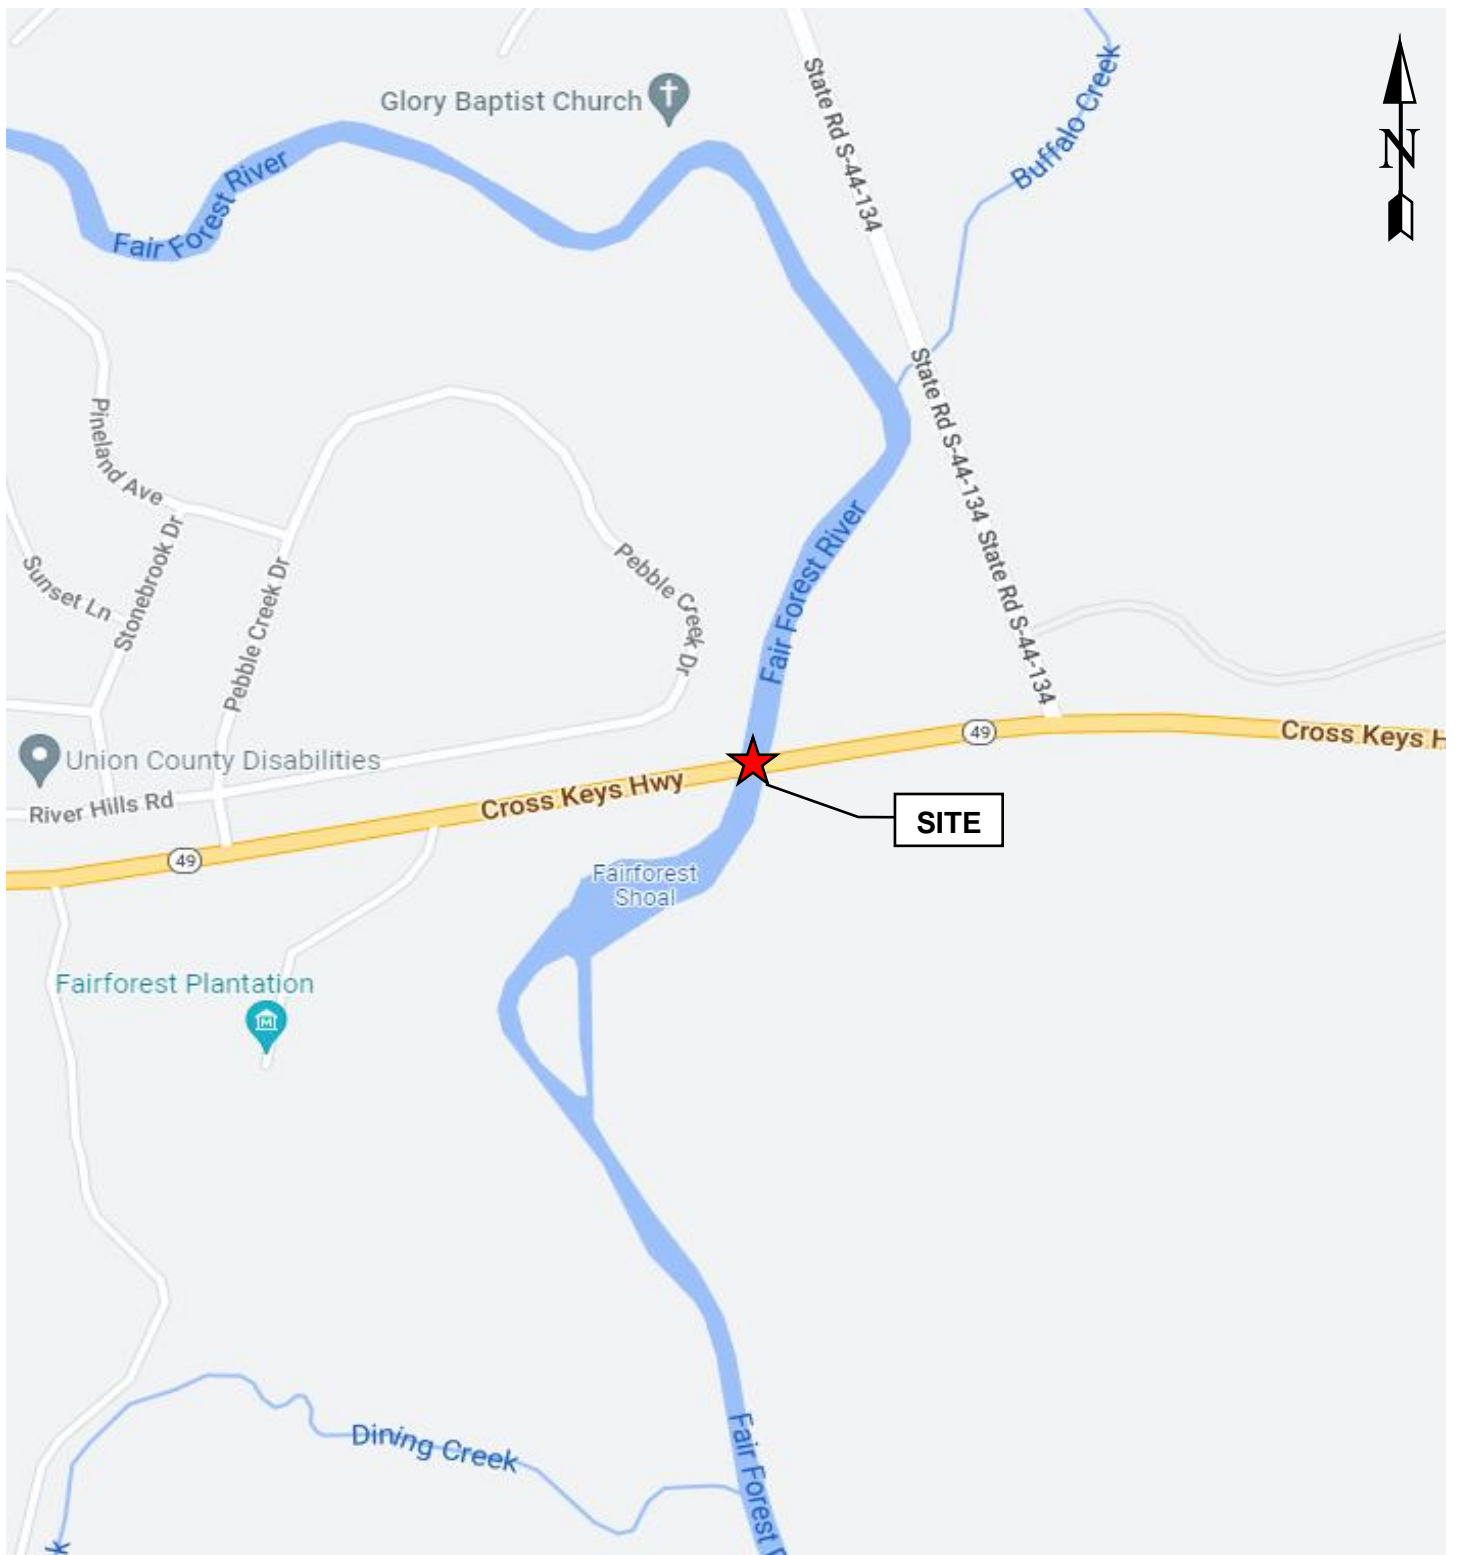 Glory Baptist Church
State Rd S-44-134
Buffalo Creek
N
Fair Forest River
State Rd S-44-134
Pineland Ave
Fair Forest River
Stonebrook Dr
Sunset Ln
Pebble Creek Dr
Pebble Creek Dr
State Rd S-44-134
49
Cross Keys H
Union County Disabilities
River Hills Rd
Cross Keys Hwy
SITE
49
Fairforest
Shoal
Fairforest Plantation
M
Dining Creek
Fair Forest
k